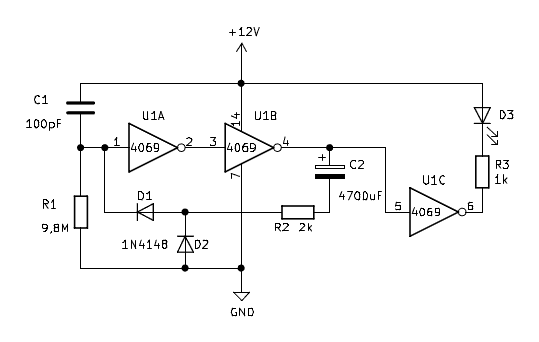 +12V
C1
100pF
U1A
1
4069
2
14
U1B
3
4069
4
7
+
C2
4700uF
D3
R3
1k
U1C
5
4069
6
R1
9,8M
D1
1N4148
D2
R2 2k
GND